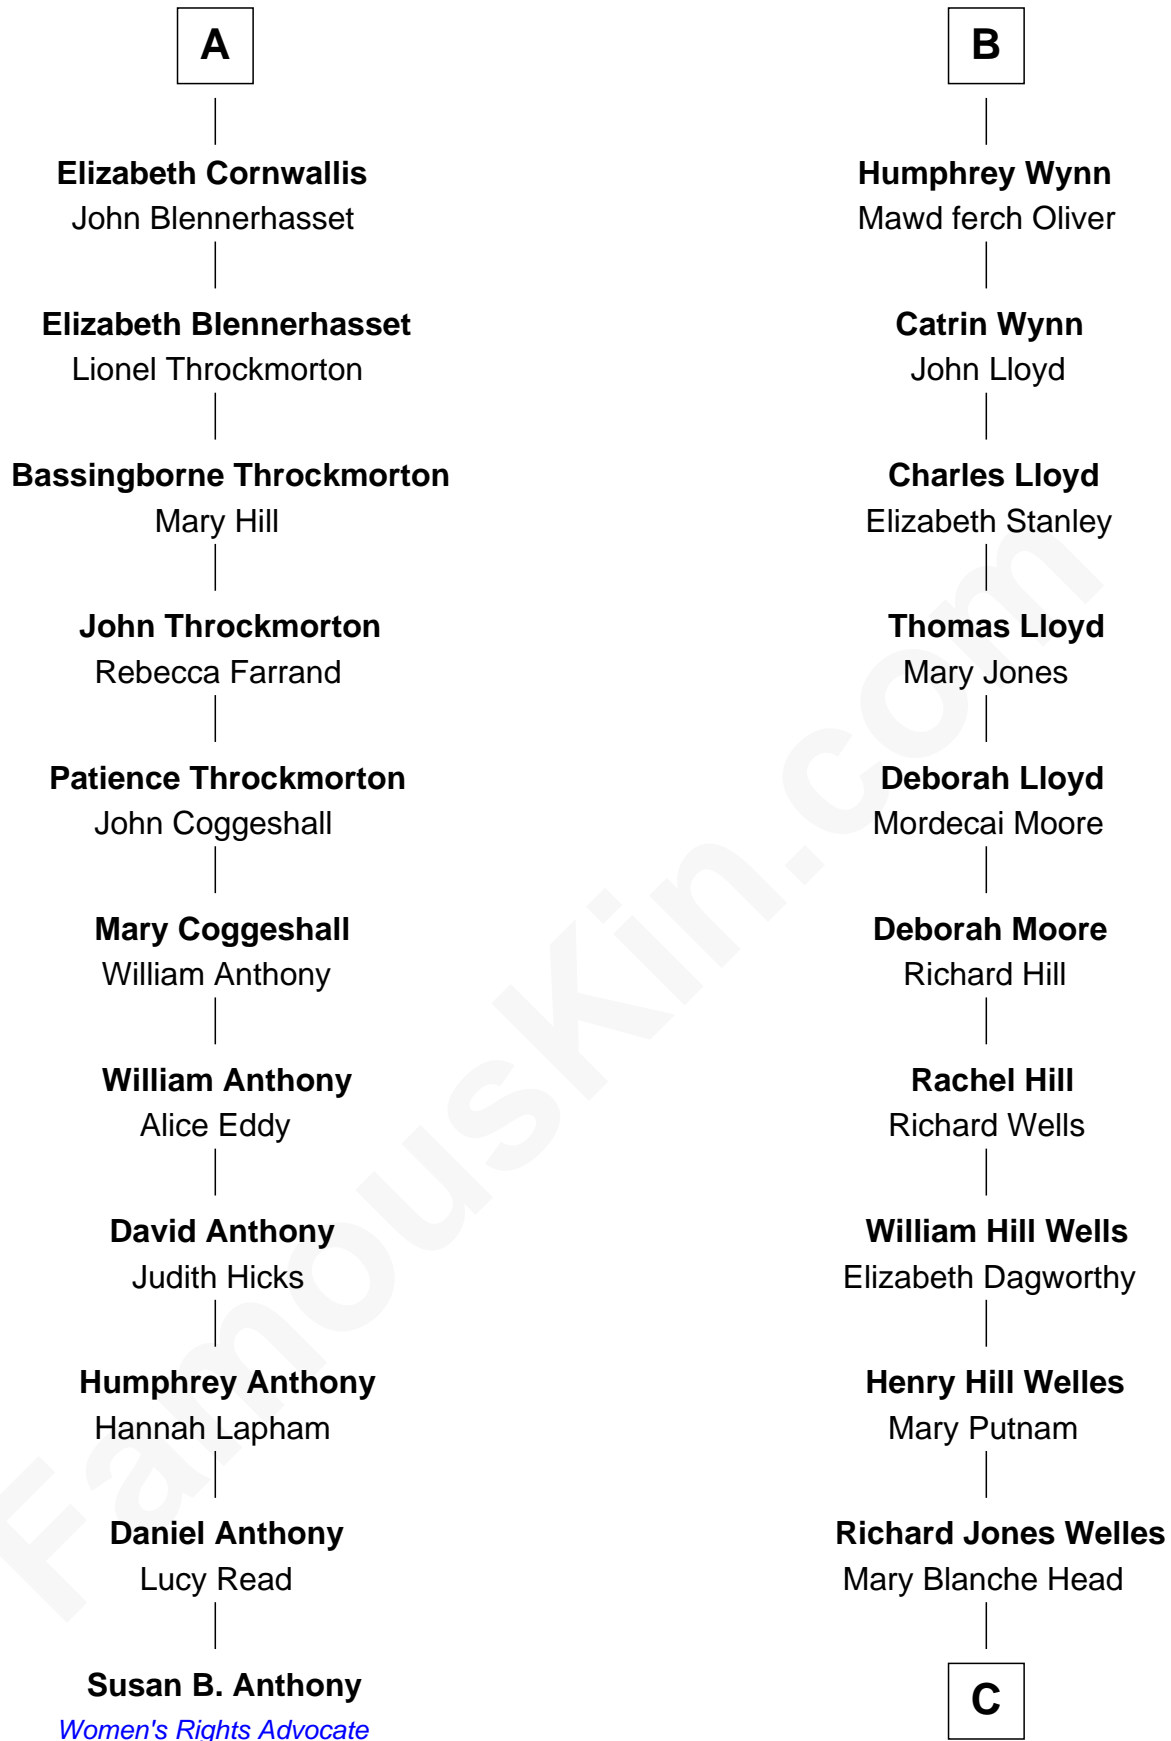 A
Elizabeth Cornwallis
John Blennerhasset
Elizabeth Blennerhasset
Lionel Throckmorton
Bassingborne Throckmorton
Mary Hill
John Throckmorton
Rebecca Farrand
Patience Throckmorton
John Coggeshall
Mary Coggeshall
William Anthony
William Anthony
Alice Eddy
David Anthony
Judith Hicks
Humphrey Anthony
Hannah Lapham
Daniel Anthony
Lucy Read
Susan B. Anthony
Women's Rights Advocate
B
Humphrey Wynn
Mawd ferch Oliver
Catrin Wynn
John Lloyd
Charles Lloyd
Elizabeth Stanley
Thomas Lloyd
Mary Jones
Deborah Lloyd
Mordecai Moore
Deborah Moore
Richard Hill
Rachel Hill
Richard Wells
William Hill Wells
Elizabeth Dagworthy
Henry Hill Welles
Mary Putnam
Richard Jones Welles
Mary Blanche Head
C
FamousKin.com